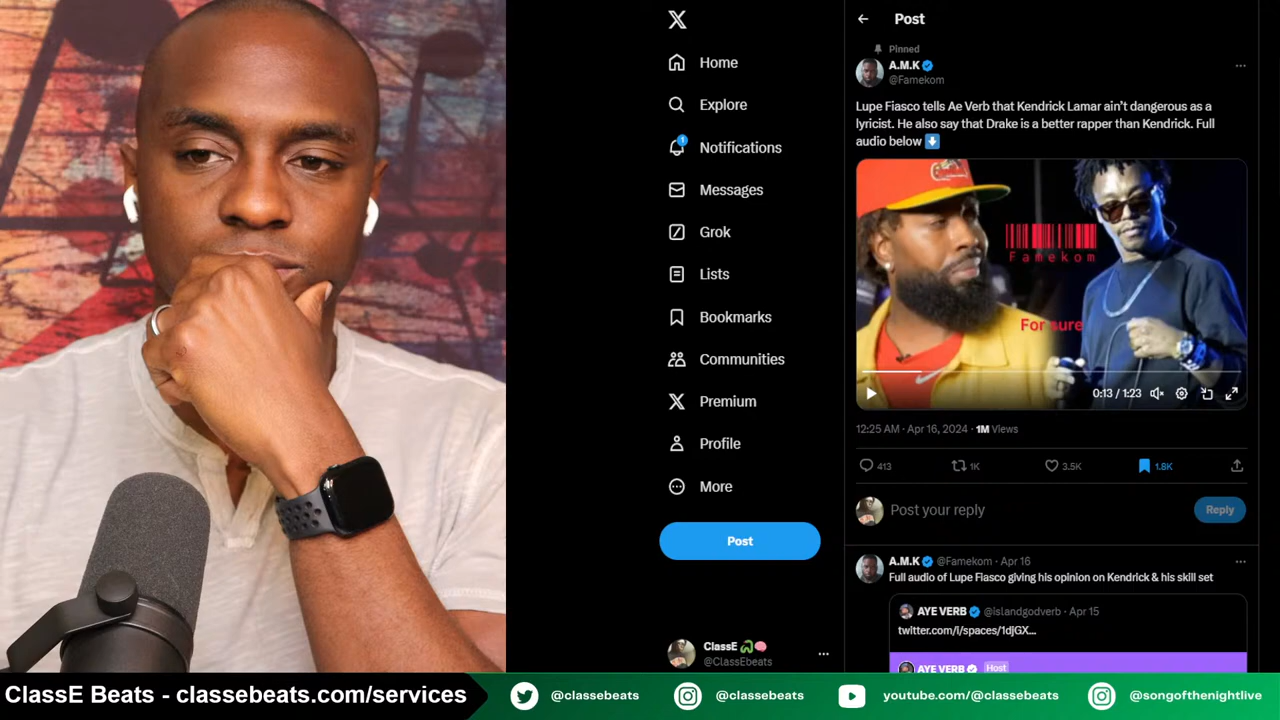 Home
Explore
1
Notifications
Messages
Grok
Lists
Bookmarks
Communities
Premium
Profile
More
Post
ClassE
@ClassEbeats
Post
Pinned
A.M.K
@Famekom
Lupe Fiasco tells Ae Verb that Kendrick Lamar ain't dangerous as a
lyricist. He also say that Drake is a better rapper than Kendrick. Full
audio below
Famekom
For sure
0:13 / 1:23
12:25 AM · Apr 16, 2024 · 1M Views
413 1K 3.5K 1.8K
Post your reply
Reply
A.M.K @Famekom · Apr 16
Full audio of Lupe Fiasco giving his opinion on Kendrick & his skill set
AYE VERB @islandgodverb · Apr 15
twitter.com/i/spaces/1djGX...
AYE VERB Host
ClassE Beats - classebeats.com/services
@classebeats
@classebeats
youtube.com/@classebeats
@songofthenightlive